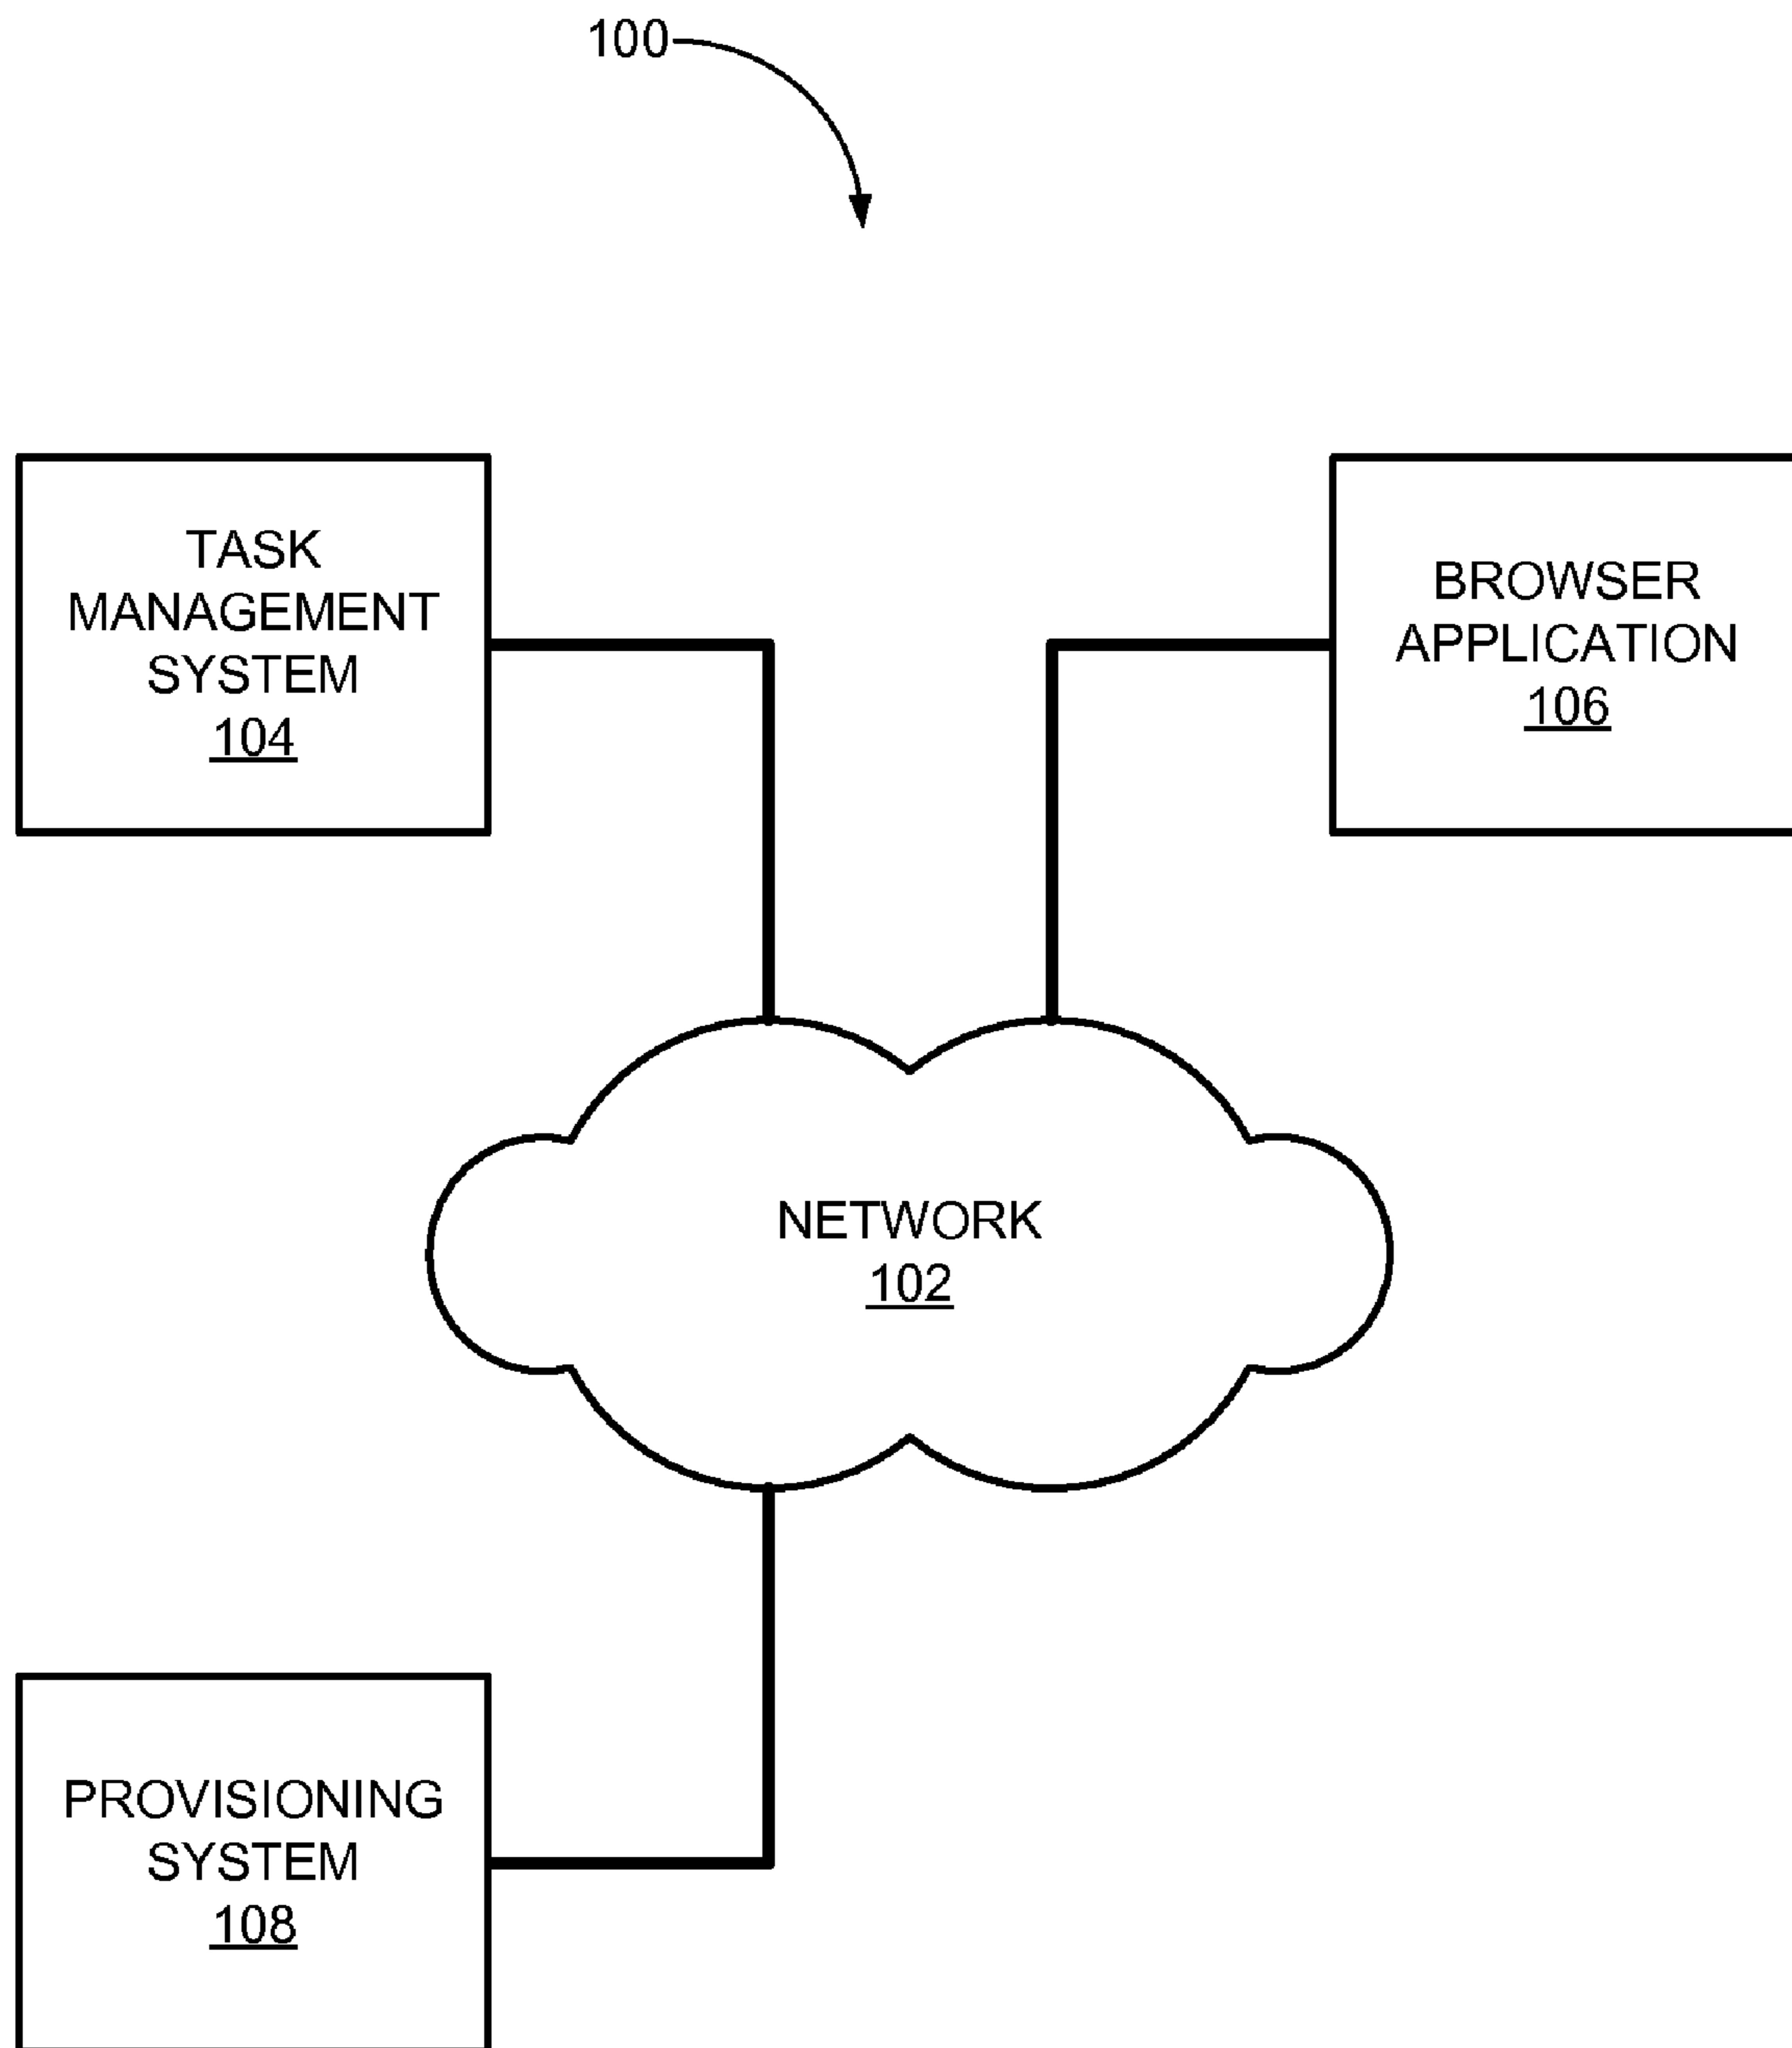 100
TASK
MANAGEMENT
SYSTEM
104
BROWSER
APPLICATION
106
NETWORK
102
PROVISIONING
SYSTEM
108